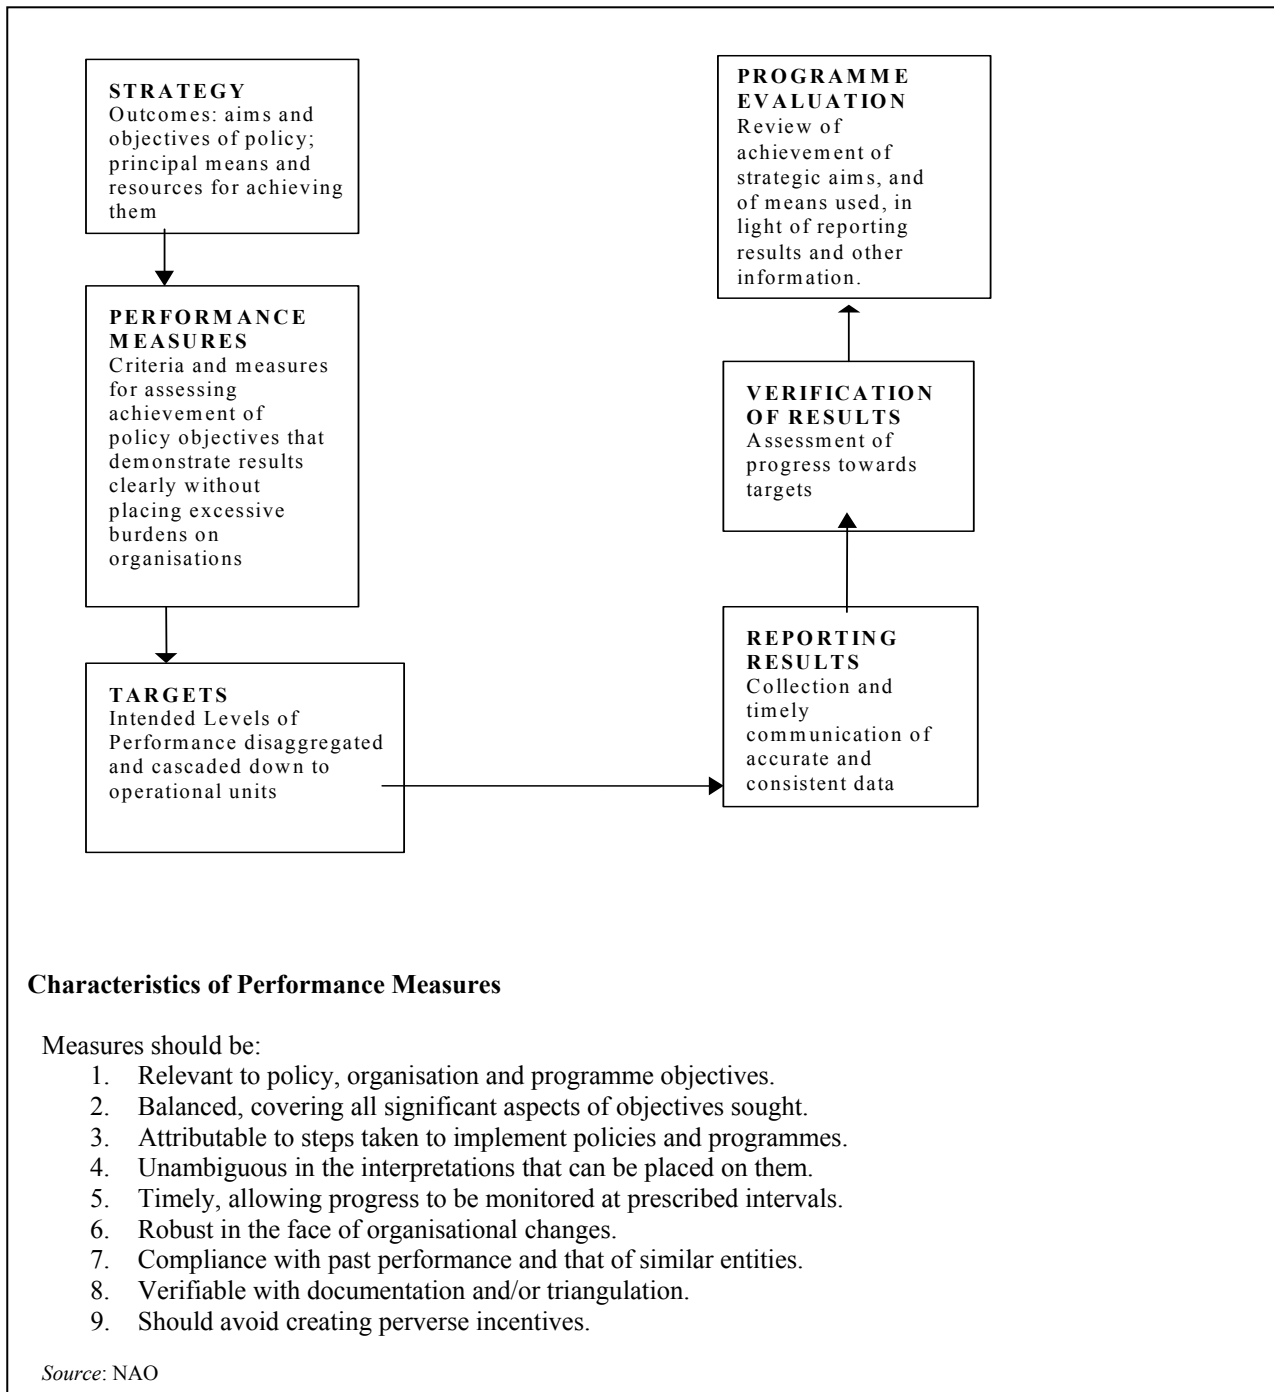 STRATEGY
Outcomes: aims and
objectives of policy;
principal means and
resources for achieving
them
PERFORMANCE
MEASURES
Criteria and measures
for assessing
achievement of
policy objectives that
demonstrate results
clearly without
placing excessive
burdens on
organisations
TARGETS
Intended Levels of
Performance disaggregated
and cascaded down to
operational units
REPORTING
RESULTS
Collection and
timely
communication of
accurate and
consistent data
VERIFICATION
OF RESULTS
Assessment of
progress towards
targets
PROGRAMME
EVALUATION
Review of
achievement of
strategic aims, and
of means used, in
light of reporting
results and other
information.
Characteristics of Performance Measures
Measures should be:
1. Relevant to policy, organisation and programme objectives.
2. Balanced, covering all significant aspects of objectives sought.
3. Attributable to steps taken to implement policies and programmes.
4. Unambiguous in the interpretations that can be placed on them.
5. Timely, allowing progress to be monitored at prescribed intervals.
6. Robust in the face of organisational changes.
7. Compliance with past performance and that of similar entities.
8. Verifiable with documentation and/or triangulation.
9. Should avoid creating perverse incentives.
Source: NAO